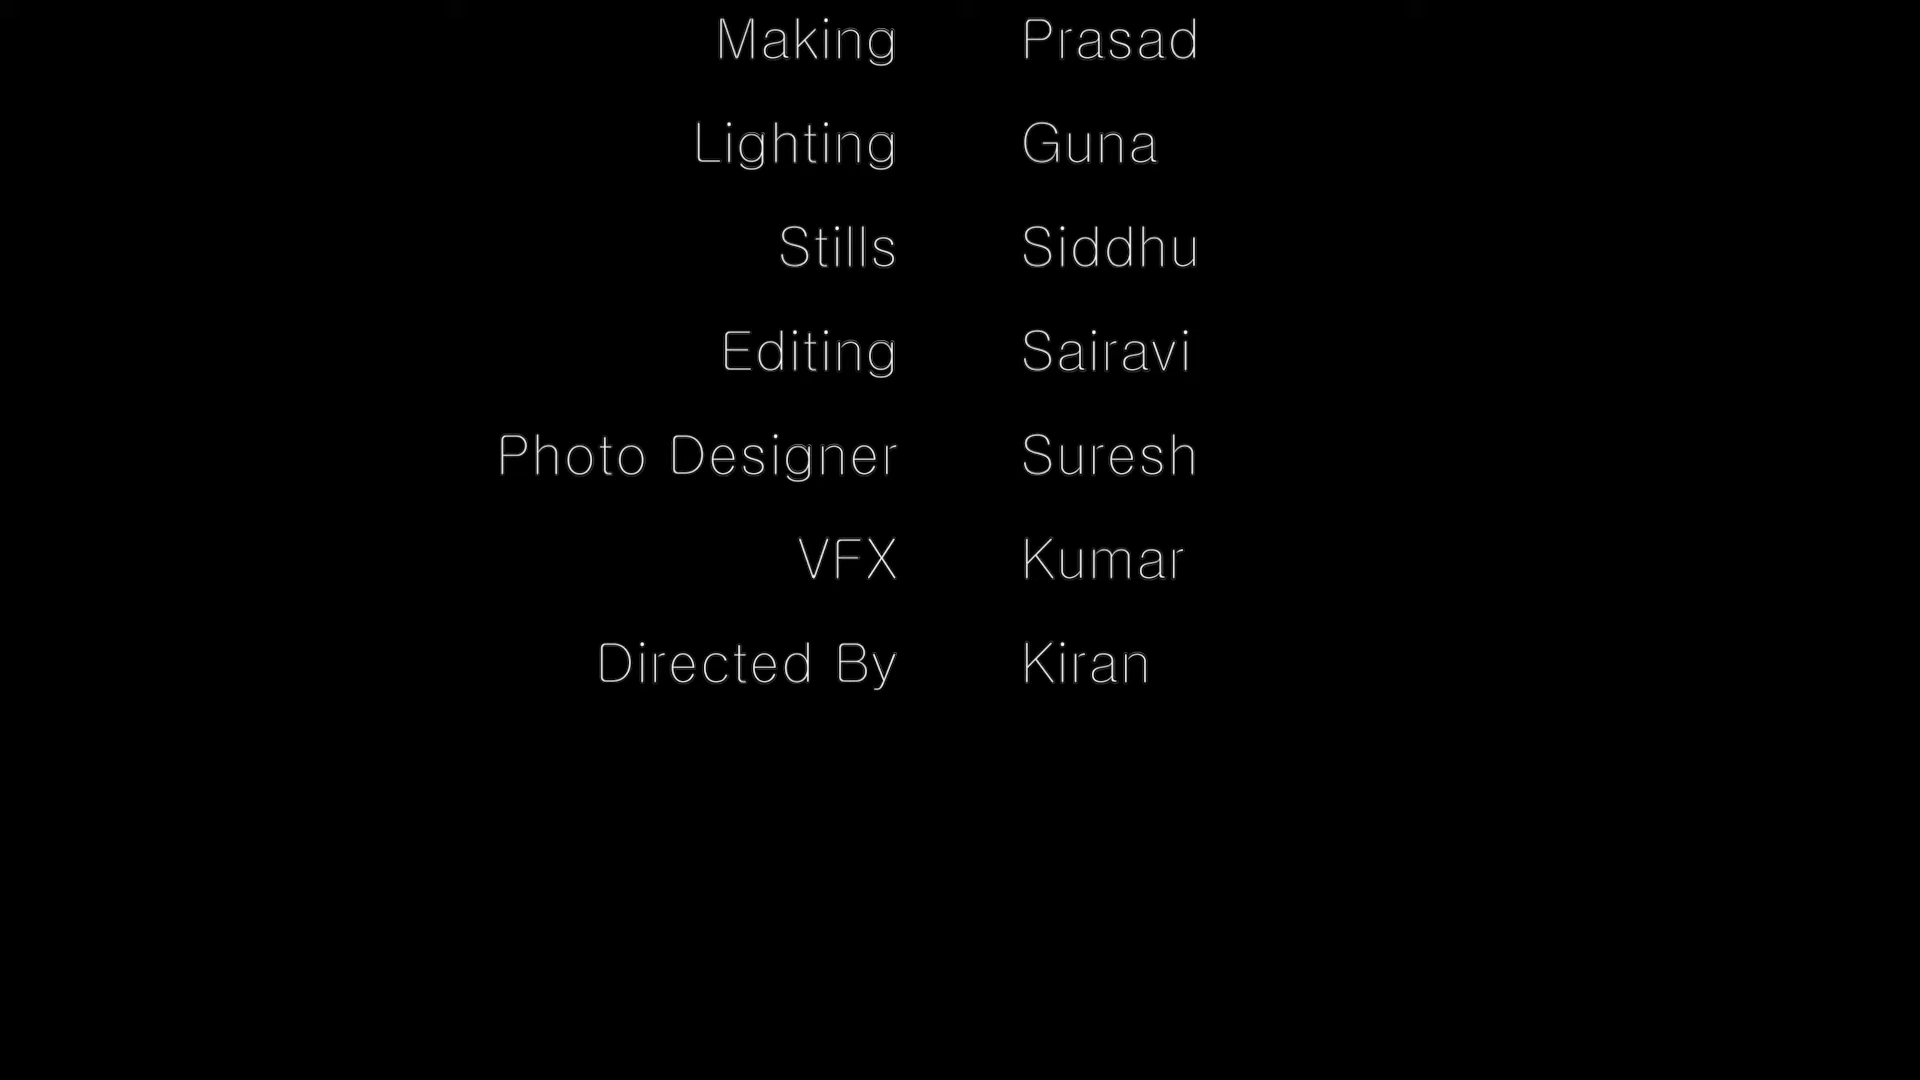 Making Prasad
Lighting Guna
Stills Siddhu
Editing Sairavi
Photo Designer Suresh
VFX Kumar
Directed By Kiran